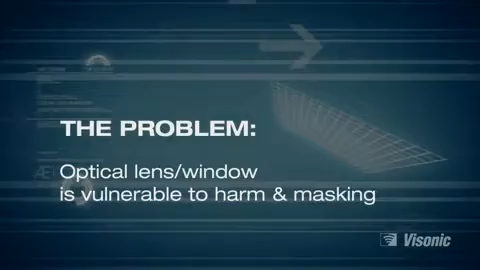 THE PROBLEM:
Optical lens/window
is vulnerable to harm & masking
Visonic